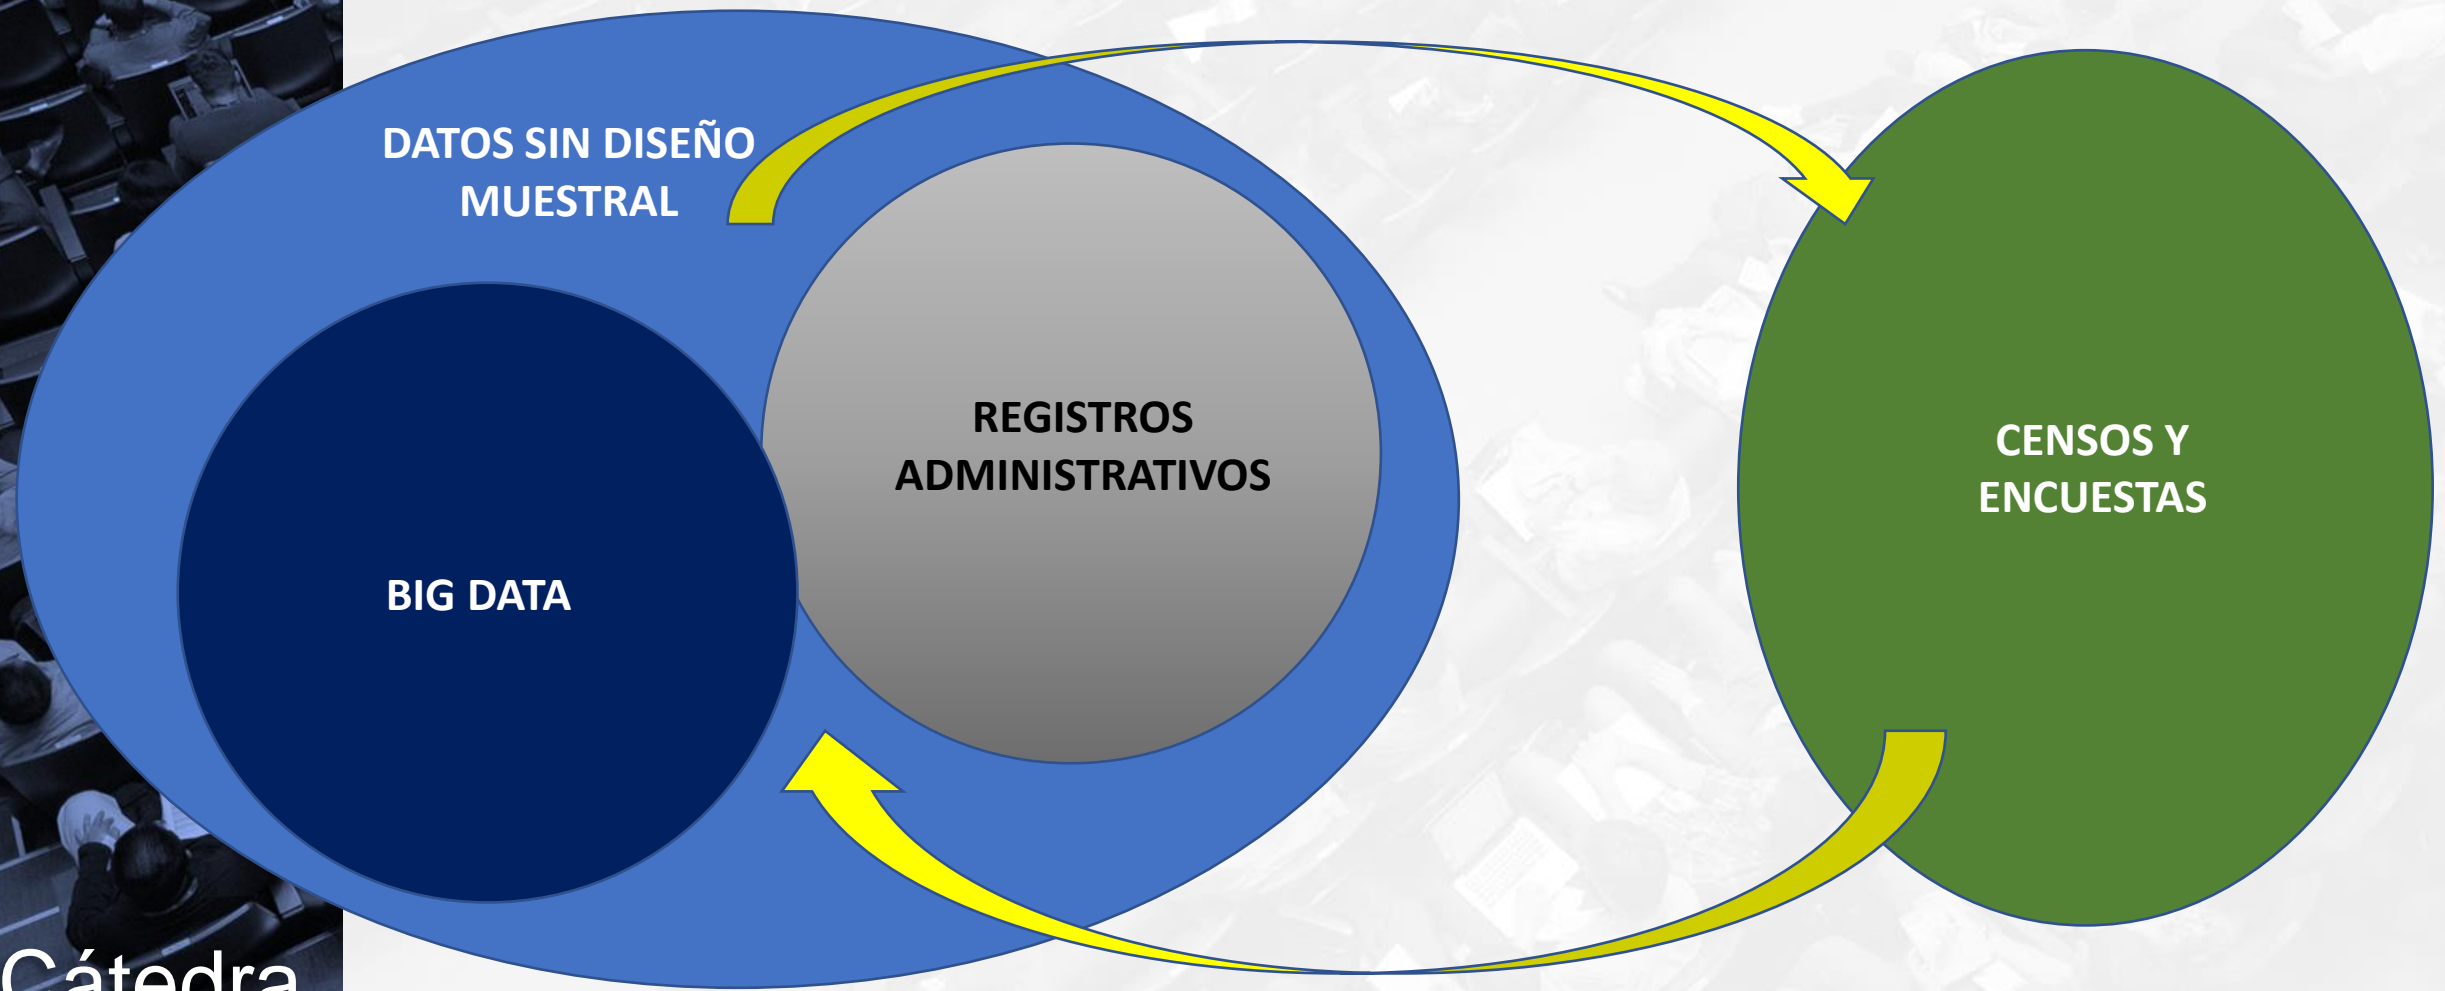 DATOS SIN DISEÑO
MUESTRAL
REGISTROS
ADMINISTRATIVOS
CENSOS Y
ENCUESTAS
BIG DATA
Cátedra